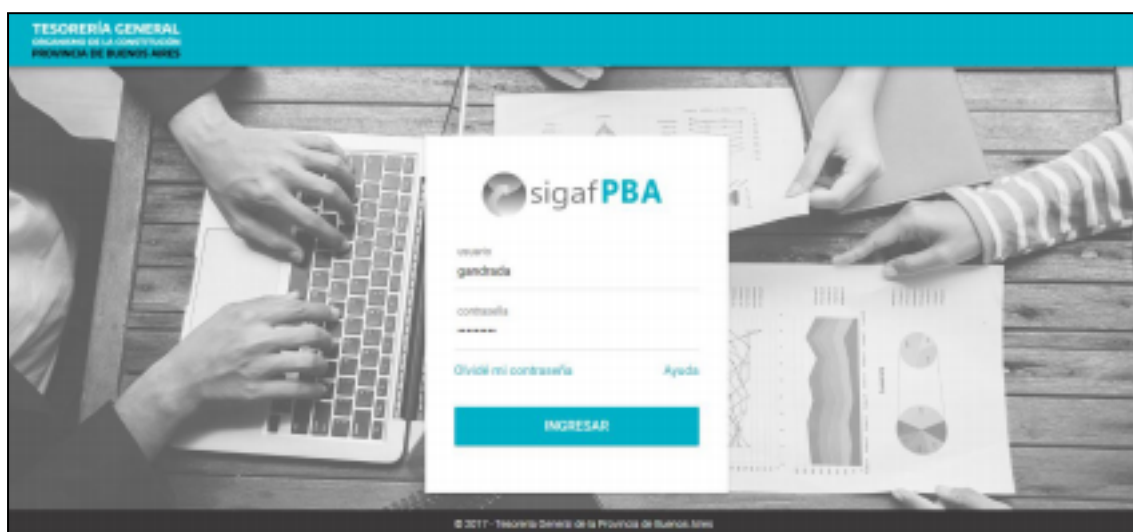 TESORERÍA GENERAL
ORGANISMO DE LA CONSTITUCIÓN
PROVINCIA DE BUENOS AIRES
sigafPBA
usuario
gandrada
contraseña
Olvidé mi contraseña
Ayuda
INGRESAR
© 2017 - Tesorería General de la Provincia de Buenos Aires